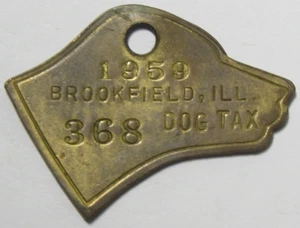 1959
BROOKFIELD, ILL.
368 DOG TAX